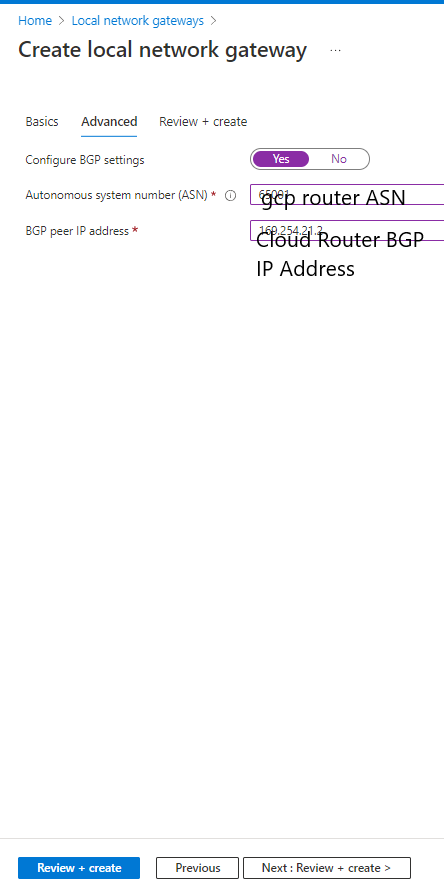 Home > Local network gateways >
Create local network gateway ...
Basics Advanced Review + create
Configure BGP settings Yes No
Autonomous system number (ASN) * 65001
gcp router ASN
BGP peer IP address * 169.254.21.2
Cloud Router BGP
IP Address
Review + create Previous Next : Review + create >